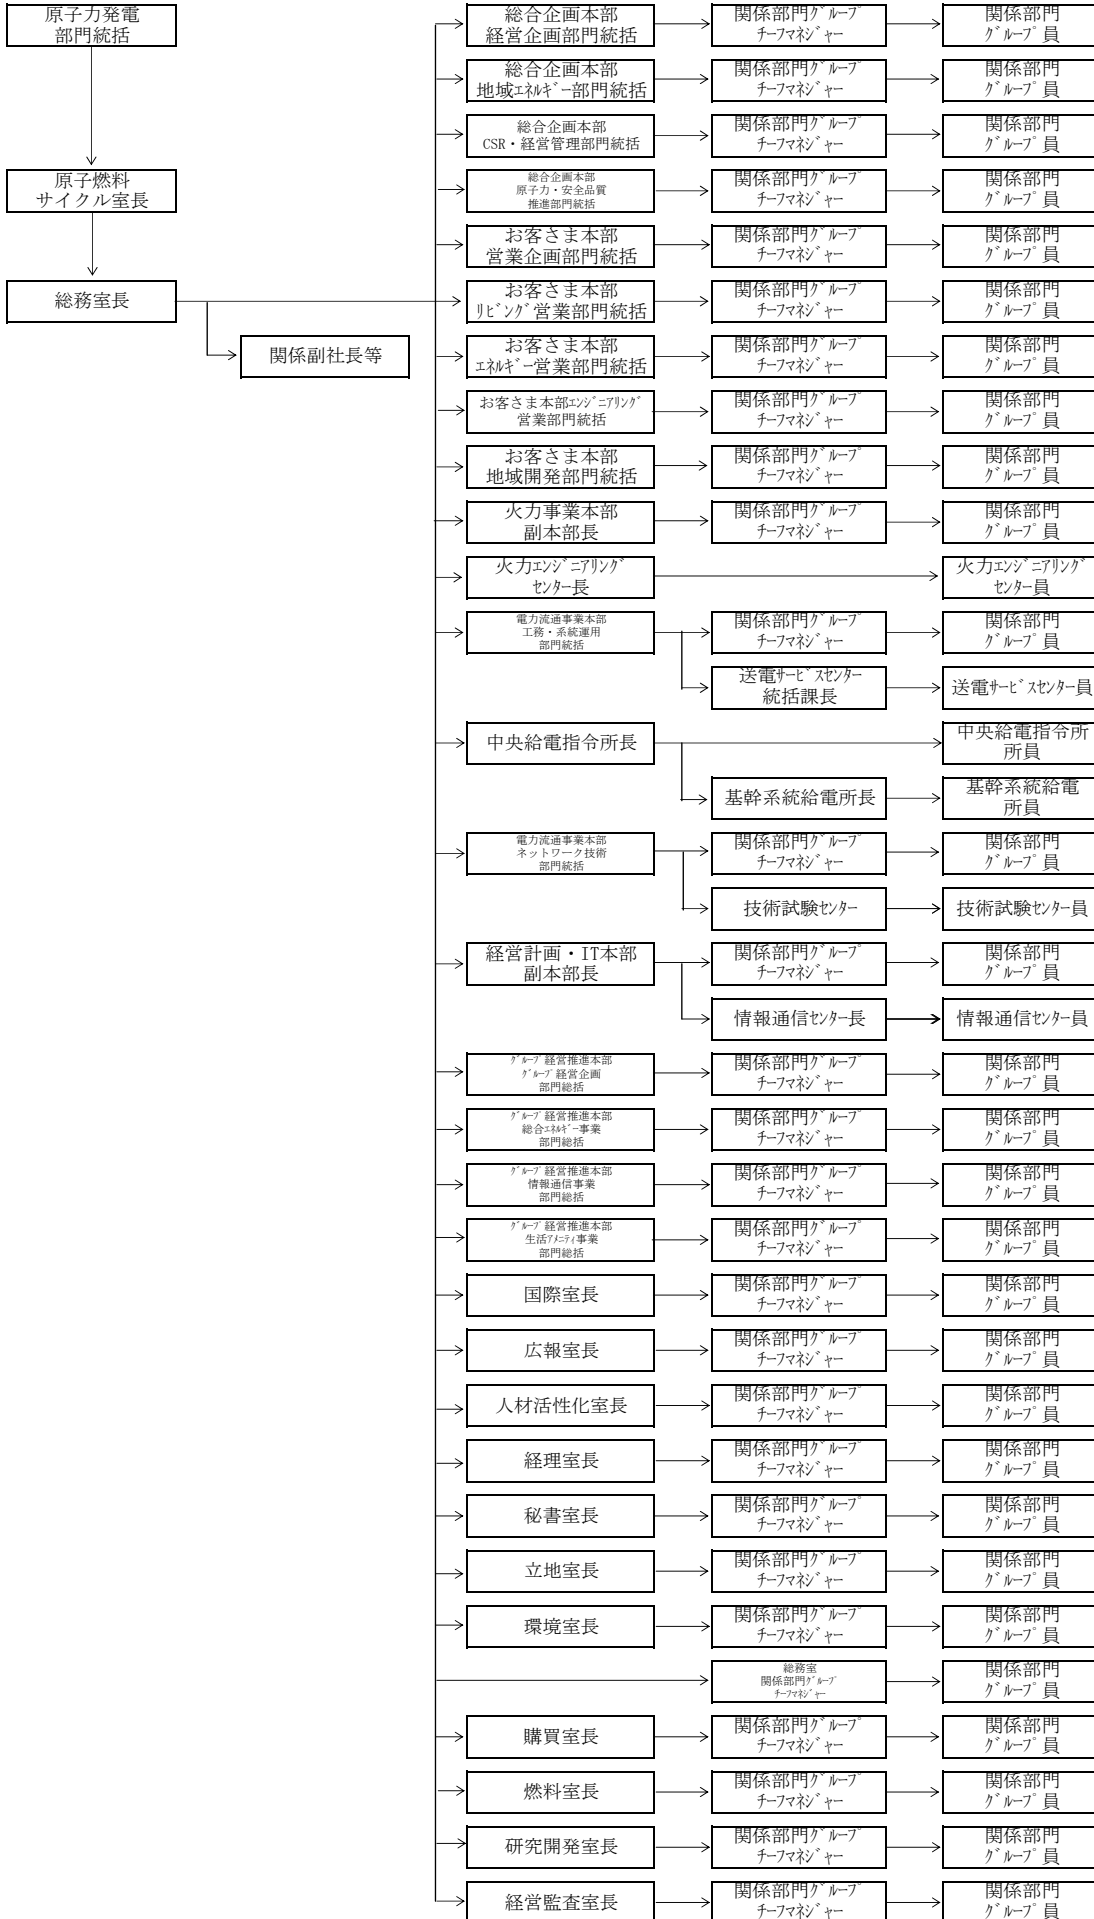 原子力発電
部門統括
原子燃料
サイクル室長
総務室長
関係副社長等
総合企画本部
経営企画部門統括
関係部門グループ
チーフマネジャー
関係部門
グループ員
総合企画本部
地域エネルギー部門統括
関係部門グループ
チーフマネジャー
関係部門
グループ員
総合企画本部
CSR・経営管理部門統括
関係部門グループ
チーフマネジャー
関係部門
グループ員
総合企画本部
原子力・安全品質
推進部門統括
関係部門グループ
チーフマネジャー
関係部門
グループ員
お客さま本部
営業企画部門統括
関係部門グループ
チーフマネジャー
関係部門
グループ員
お客さま本部
リビング営業部門統括
関係部門グループ
チーフマネジャー
関係部門
グループ員
お客さま本部
エネルギー営業部門統括
関係部門グループ
チーフマネジャー
関係部門
グループ員
お客さま本部エンジニアリング
営業部門統括
関係部門グループ
チーフマネジャー
関係部門
グループ員
お客さま本部
地域開発部門統括
関係部門グループ
チーフマネジャー
関係部門
グループ員
火力事業本部
副本部長
関係部門グループ
チーフマネジャー
関係部門
グループ員
火力エンジニアリング
センター長
火力エンジニアリング
センター員
電力流通事業本部
工務・系統運用
部門統括
関係部門グループ
チーフマネジャー
関係部門
グループ員
送電サービスセンター
統括課長
送電サービスセンター員
中央給電指令所長
中央給電指令所
所員
基幹系統給電所長
基幹系統給電
所員
電力流通事業本部
ネットワーク技術
部門統括
関係部門グループ
チーフマネジャー
関係部門
グループ員
技術試験センター
技術試験センター員
経営計画・IT本部
副本部長
関係部門グループ
チーフマネジャー
関係部門
グループ員
情報通信センター長
情報通信センター員
グループ経営推進本部
グループ経営企画
部門総括
関係部門グループ
チーフマネジャー
関係部門
グループ員
グループ経営推進本部
総合エネルギー事業
部門総括
関係部門グループ
チーフマネジャー
関係部門
グループ員
グループ経営推進本部
情報通信事業
部門総括
関係部門グループ
チーフマネジャー
関係部門
グループ員
グループ経営推進本部
生活アメニティ事業
部門総括
関係部門グループ
チーフマネジャー
関係部門
グループ員
国際室長
関係部門グループ
チーフマネジャー
関係部門
グループ員
広報室長
関係部門グループ
チーフマネジャー
関係部門
グループ員
人材活性化室長
関係部門グループ
チーフマネジャー
関係部門
グループ員
経理室長
関係部門グループ
チーフマネジャー
関係部門
グループ員
秘書室長
関係部門グループ
チーフマネジャー
関係部門
グループ員
立地室長
関係部門グループ
チーフマネジャー
関係部門
グループ員
環境室長
関係部門グループ
チーフマネジャー
関係部門
グループ員
総務室
関係部門グループ
チーフマネジャー
関係部門
グループ員
購買室長
関係部門グループ
チーフマネジャー
関係部門
グループ員
燃料室長
関係部門グループ
チーフマネジャー
関係部門
グループ員
研究開発室長
関係部門グループ
チーフマネジャー
関係部門
グループ員
経営監査室長
関係部門グループ
チーフマネジャー
関係部門
グループ員